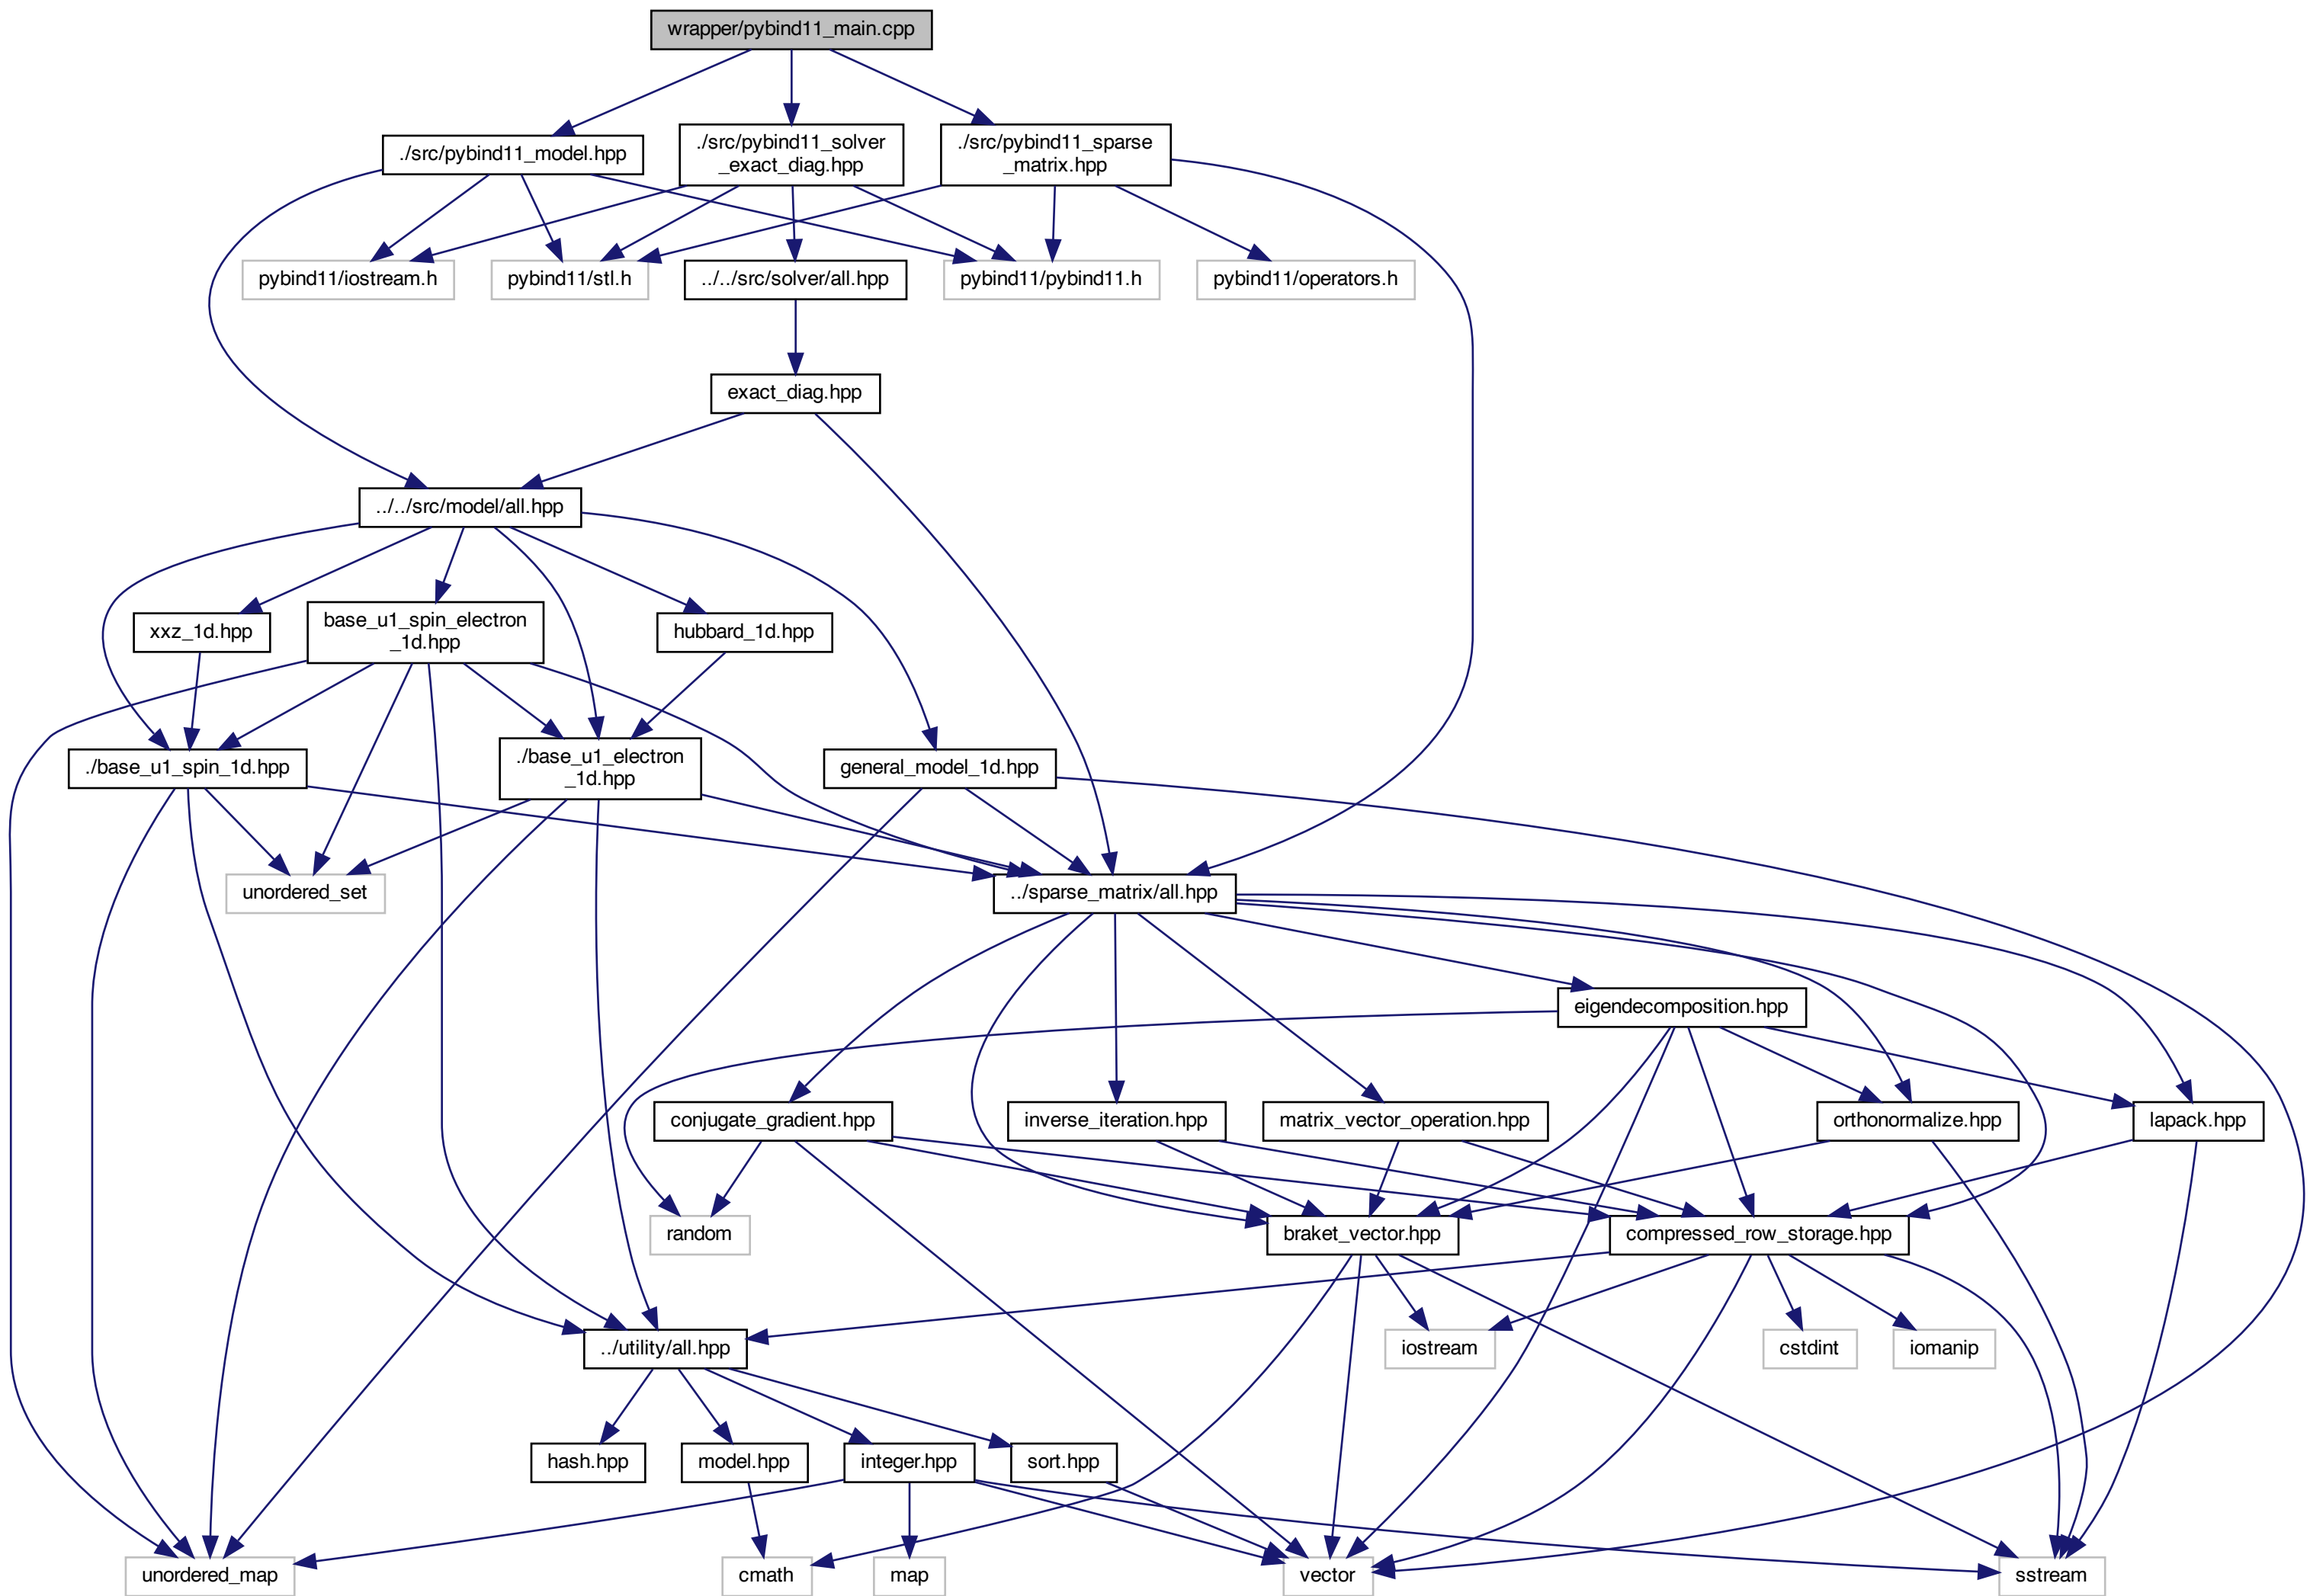 wrapper/pybind11_main.cpp
./src/pybind11_model.hpp
./src/pybind11_solver
_exact_diag.hpp
./src/pybind11_sparse
_matrix.hpp
pybind11/iostream.h
pybind11/stl.h
../../src/solver/all.hpp
pybind11/pybind11.h
pybind11/operators.h
exact_diag.hpp
../../src/model/all.hpp
xxz_1d.hpp
base_u1_spin_electron
_1d.hpp
hubbard_1d.hpp
./base_u1_spin_1d.hpp
./base_u1_electron
_1d.hpp
general_model_1d.hpp
unordered_set
../sparse_matrix/all.hpp
eigendecomposition.hpp
conjugate_gradient.hpp
inverse_iteration.hpp
matrix_vector_operation.hpp
orthonormalize.hpp
lapack.hpp
random
braket_vector.hpp
compressed_row_storage.hpp
../utility/all.hpp
iostream
cstdint
iomanip
hash.hpp
model.hpp
integer.hpp
sort.hpp
unordered_map
cmath
map
vector
sstream